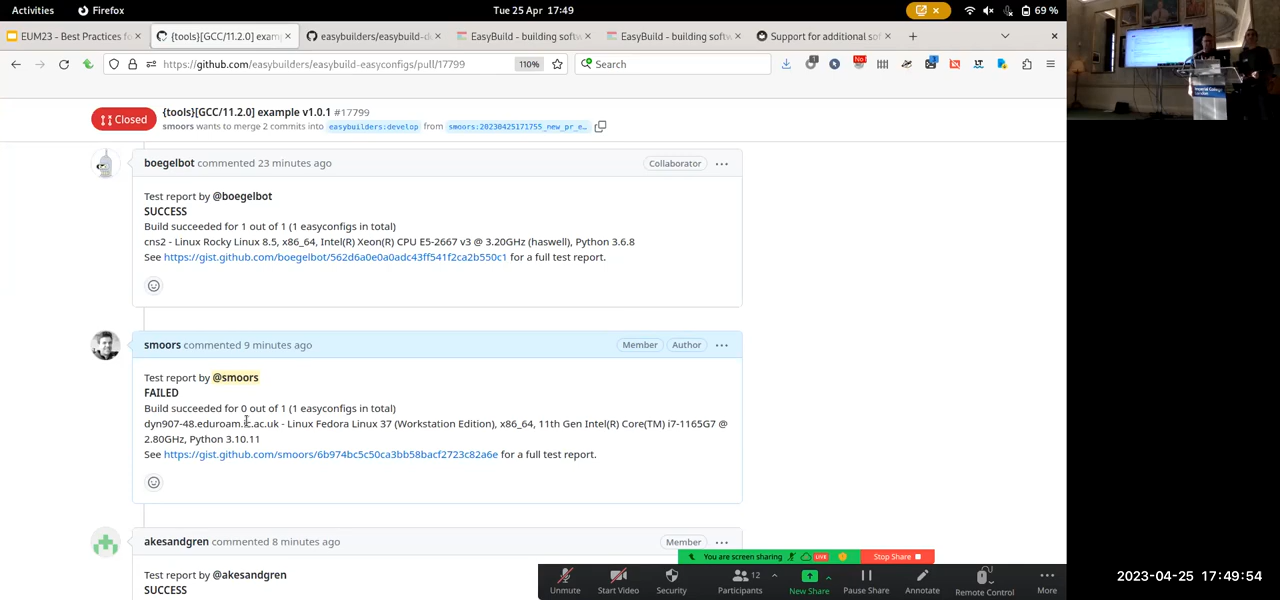 Activities Firefox Tue 25 Apr 17:49 69 %
EUM23 - Best Practices fo {tools}[GCC/11.2.0] examp easybuilders/easybuild-do EasyBuild - building softw EasyBuild - building softw Support for additional sof
https://github.com/easybuilders/easybuild-easyconfigs/pull/17799 110% Search
Closed
{tools}[GCC/11.2.0] example v1.0.1 #17799
smoors wants to merge 2 commits into easybuilders:develop from smoors:20230425171755_new_pr_e…
boegelbot commented 23 minutes ago Collaborator
Test report by @boegelbot
SUCCESS
Build succeeded for 1 out of 1 (1 easyconfigs in total)
cns2 - Linux Rocky Linux 8.5, x86_64, Intel(R) Xeon(R) CPU E5-2667 v3 @ 3.20GHz (haswell), Python 3.6.8
See https://gist.github.com/boegelbot/562d6a0e0a0adc43ff541f2ca2b550c1 for a full test report.
smoors commented 9 minutes ago Member Author
Test report by @smoors
FAILED
Build succeeded for 0 out of 1 (1 easyconfigs in total)
dyn907-48.eduroam.ic.ac.uk - Linux Fedora Linux 37 (Workstation Edition), x86_64, 11th Gen Intel(R) Core(TM) i7-1165G7 @
2.80GHz, Python 3.10.11
See https://gist.github.com/smoors/6b974bc5c50ca3bb58bacf2723c82a6e for a full test report.
akesandgren commented 8 minutes ago Member
Test report by @akesandgren
SUCCESS
You are screen sharing LIVE Stop Share
Unmute Start Video Security Participants 12 New Share Pause Share Annotate Remote Control More
Imperial College
London
2023-04-25 17:49:54